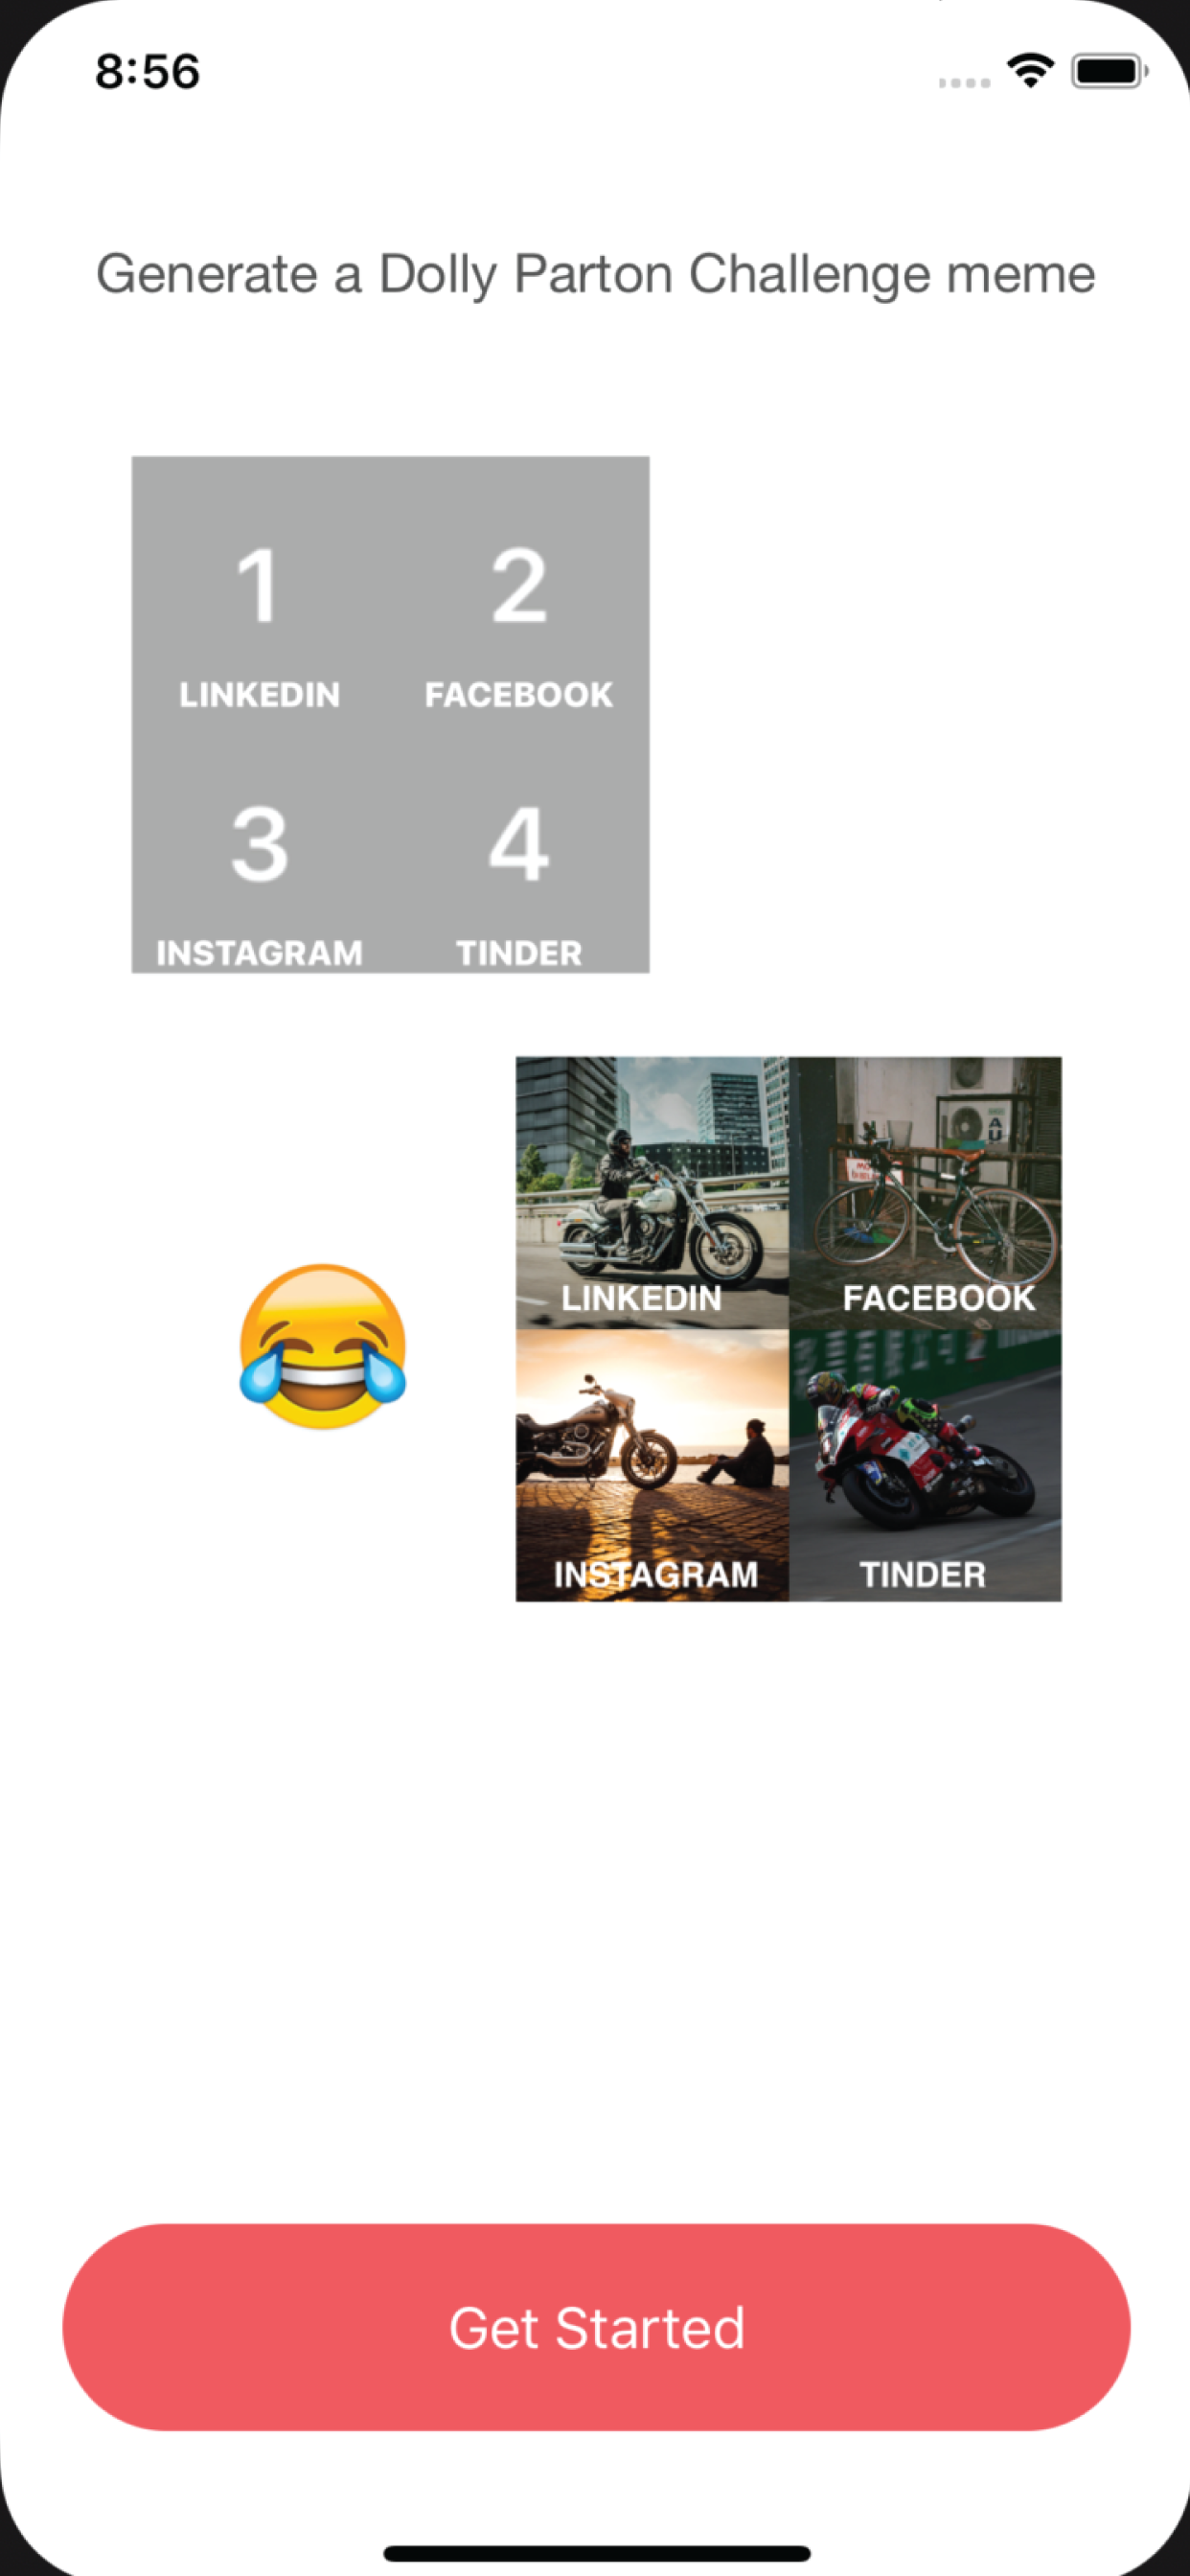 8:56
Generate a Dolly Parton Challenge meme
1 2
LINKEDIN FACEBOOK
3 4
INSTAGRAM TINDER
AU
LINKEDIN FACEBOOK
INSTAGRAM TINDER
Get Started